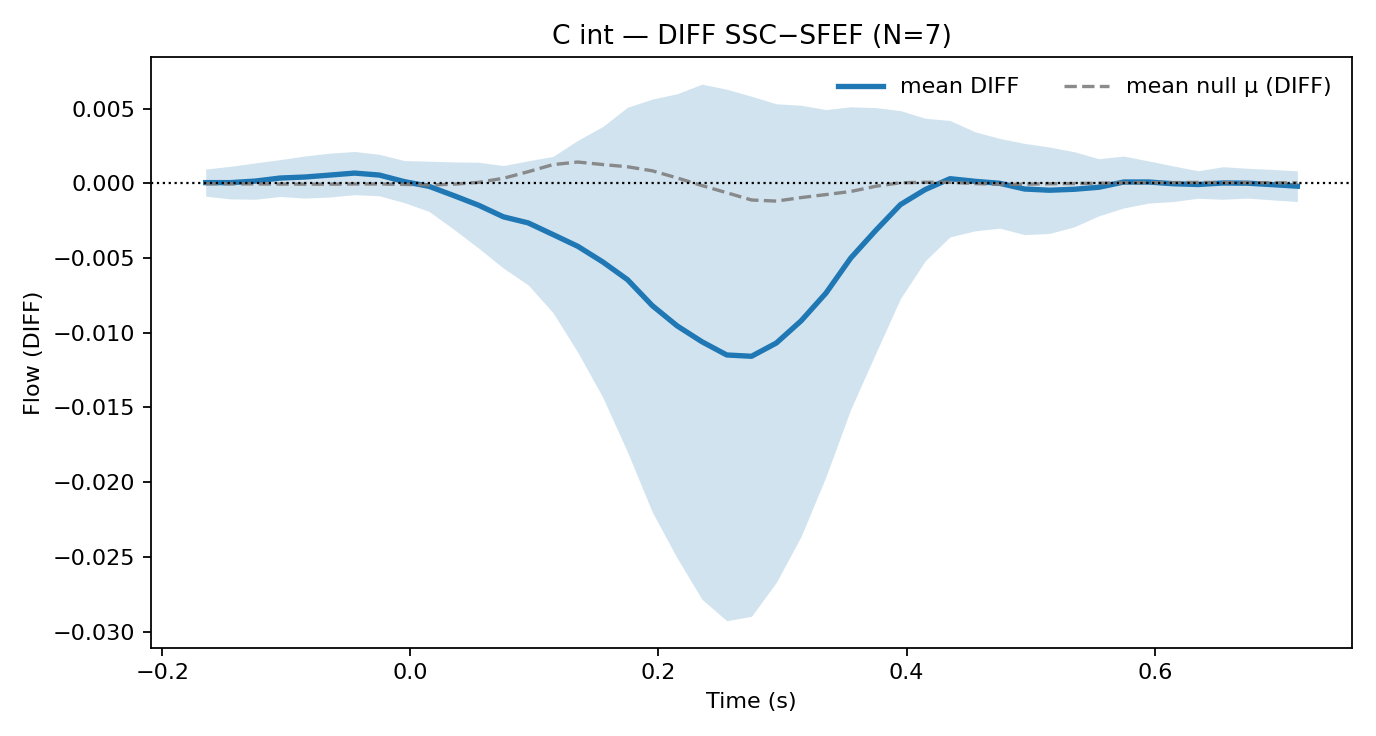 C int — DIFF SSC−SFEF (N=7)
mean DIFF
mean null μ (DIFF)
Flow (DIFF)
0.005
0.000
−0.005
−0.010
−0.015
−0.020
−0.025
−0.030
−0.2
0.0
0.2
0.4
0.6
Time (s)